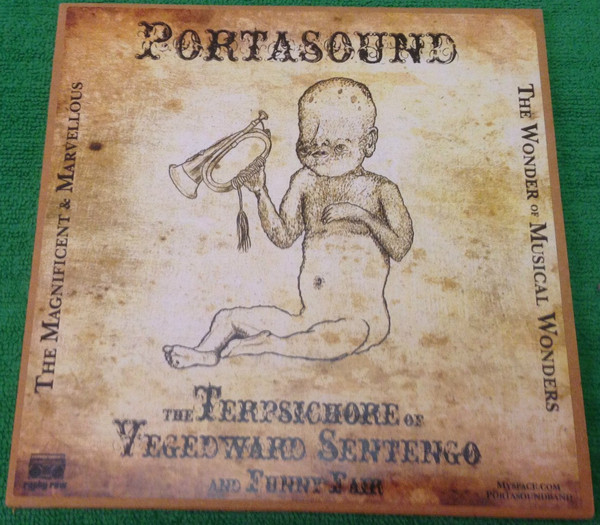 PORTASOUND
THE MAGNIFICENT & MARVELLOUS
THE WONDER OF MUSICAL WONDERS
THE TERPSICHORE OF
VEGEDWARD SENTENGO
AND FUNNY FAIR
MYSPACE.COM
PORTASOUNDBAND